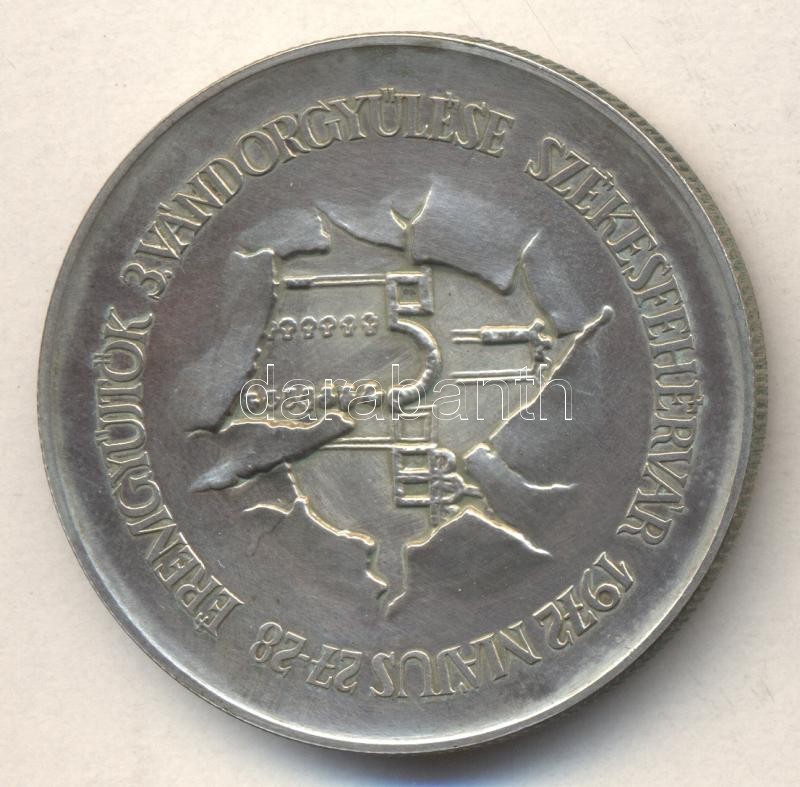 ÉREMGYŰJTŐK 3. VÁNDORGYŰLÉSE SZÉKESFEHÉRVÁR 1972 MÁJUS 27-28
darabanth